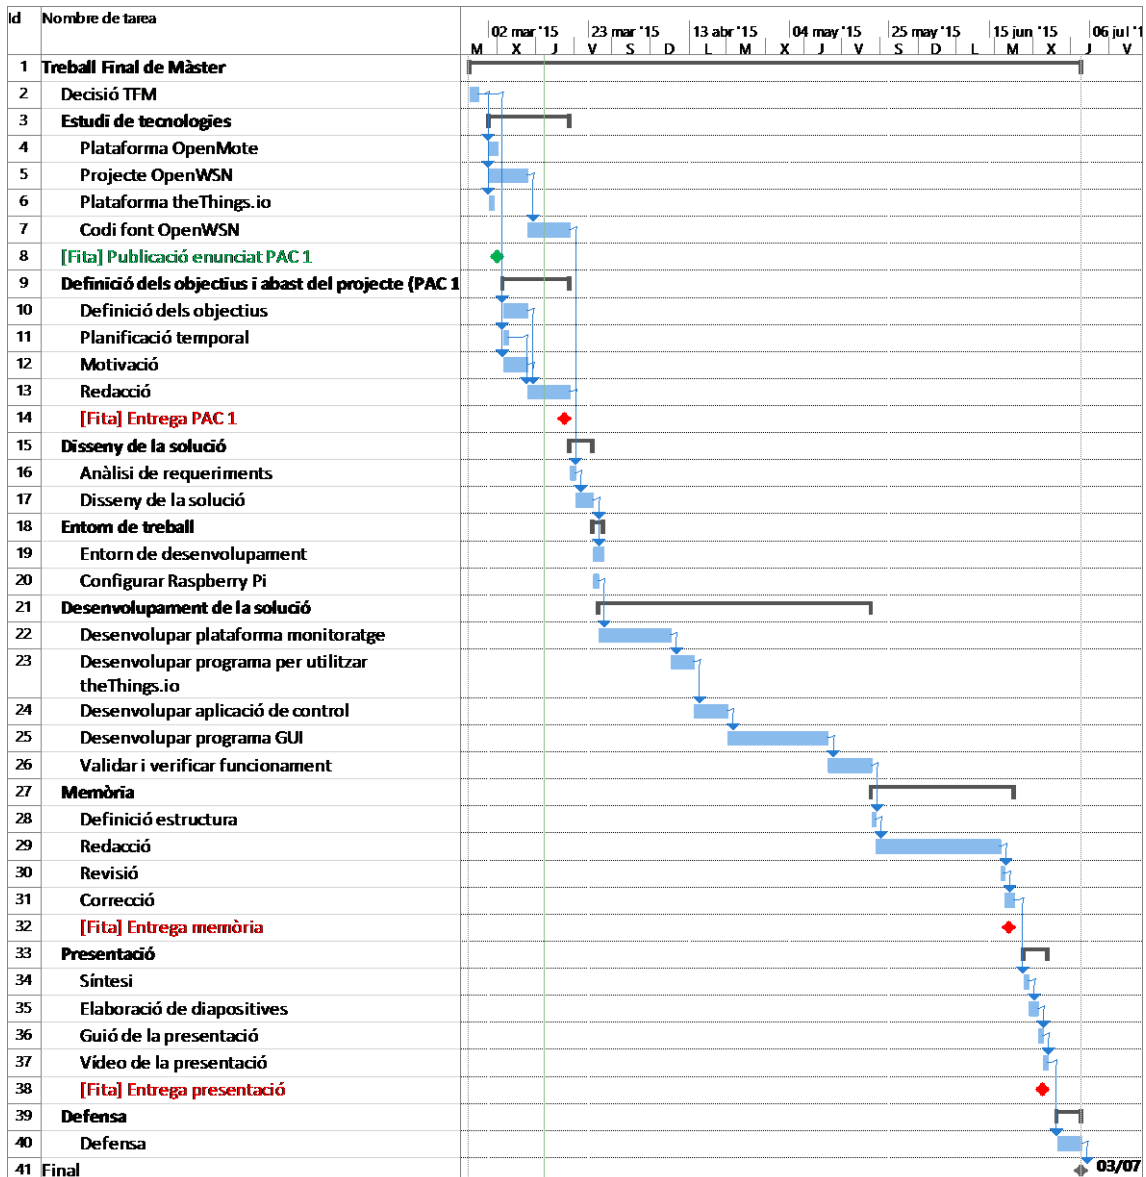 Id Nombre de tarea
02 mar '15 23 mar '15 13 abr '15 04 may '15 25 may '15 15 jun '15 06 jul '1
M X J V S D L M X J V S D L M X J V
1 Treball Final de Màster
2 Decisió TFM
3 Estudi de tecnologies
4 Plataforma OpenMote
5 Projecte OpenWSN
6 Plataforma theThings.io
7 Codi font OpenWSN
8 [Fita] Publicació enunciat PAC 1
9 Definició dels objectius i abast del projecte (PAC 1
10 Definició dels objectius
11 Planificació temporal
12 Motivació
13 Redacció
14 [Fita] Entrega PAC 1
15 Disseny de la solució
16 Anàlisi de requeriments
17 Disseny de la solució
18 Entorn de treball
19 Entorn de desenvolupament
20 Configurar Raspberry Pi
21 Desenvolupament de la solució
22 Desenvolupar plataforma monitoratge
23 Desenvolupar programa per utilitzar
theThings.io
24 Desenvolupar aplicació de control
25 Desenvolupar programa GUI
26 Validar i verificar funcionament
27 Memòria
28 Definició estructura
29 Redacció
30 Revisió
31 Correcció
32 [Fita] Entrega memòria
33 Presentació
34 Síntesi
35 Elaboració de diapositives
36 Guió de la presentació
37 Vídeo de la presentació
38 [Fita] Entrega presentació
39 Defensa
40 Defensa
41 Final 03/07